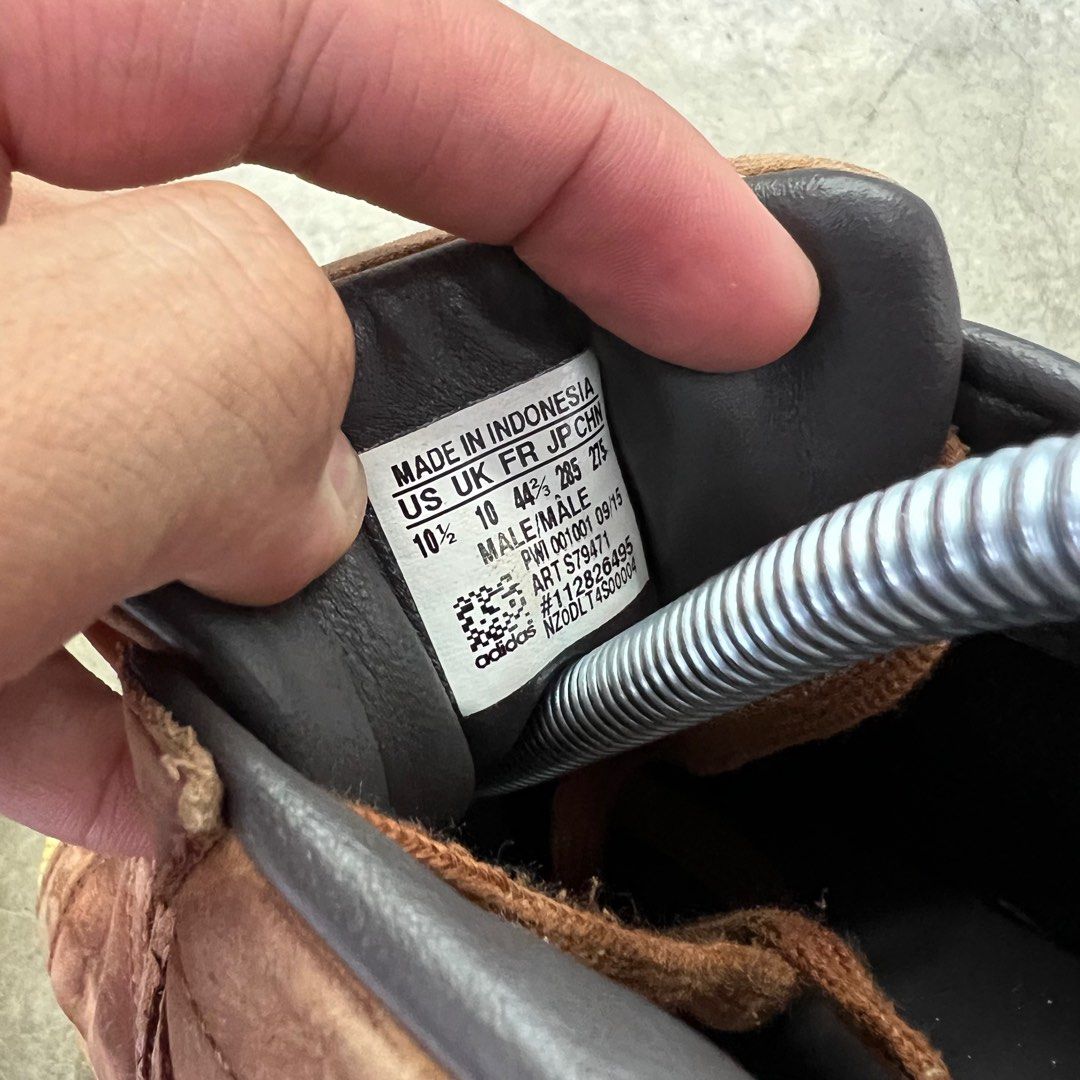 MADE IN INDONESIA
US UK FR JP CHN
10½ 10 44⅔ 285 275
MALE/MÂLE
PWI 001001 09/15
ART S79471
#112826495
NZ0DLT4S00004
adidas